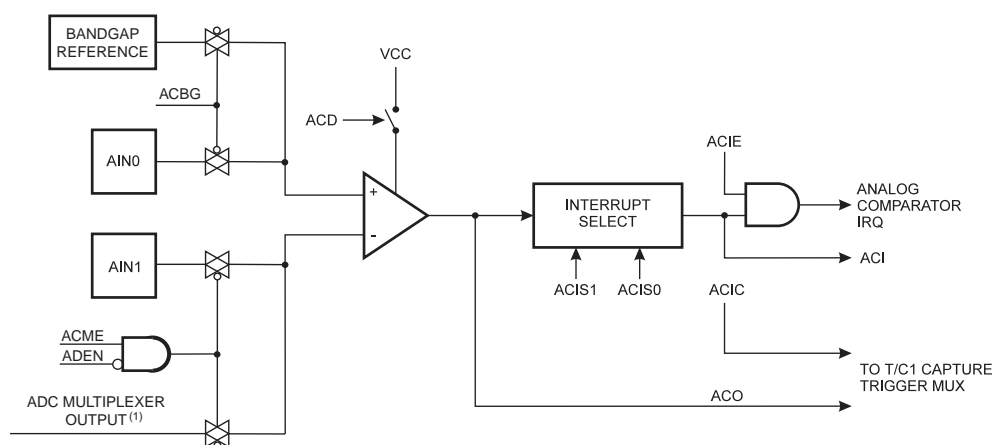 BANDGAP
REFERENCE
VCC
ACBG
ACD
AIN0
ACIE
+
-
INTERRUPT
SELECT
ANALOG
COMPARATOR
IRQ
AIN1
ACI
ACIS1
ACIS0
ACIC
ACME
ADEN
TO T/C1 CAPTURE
TRIGGER MUX
ADC MULTIPLEXER
OUTPUT (1)
ACO